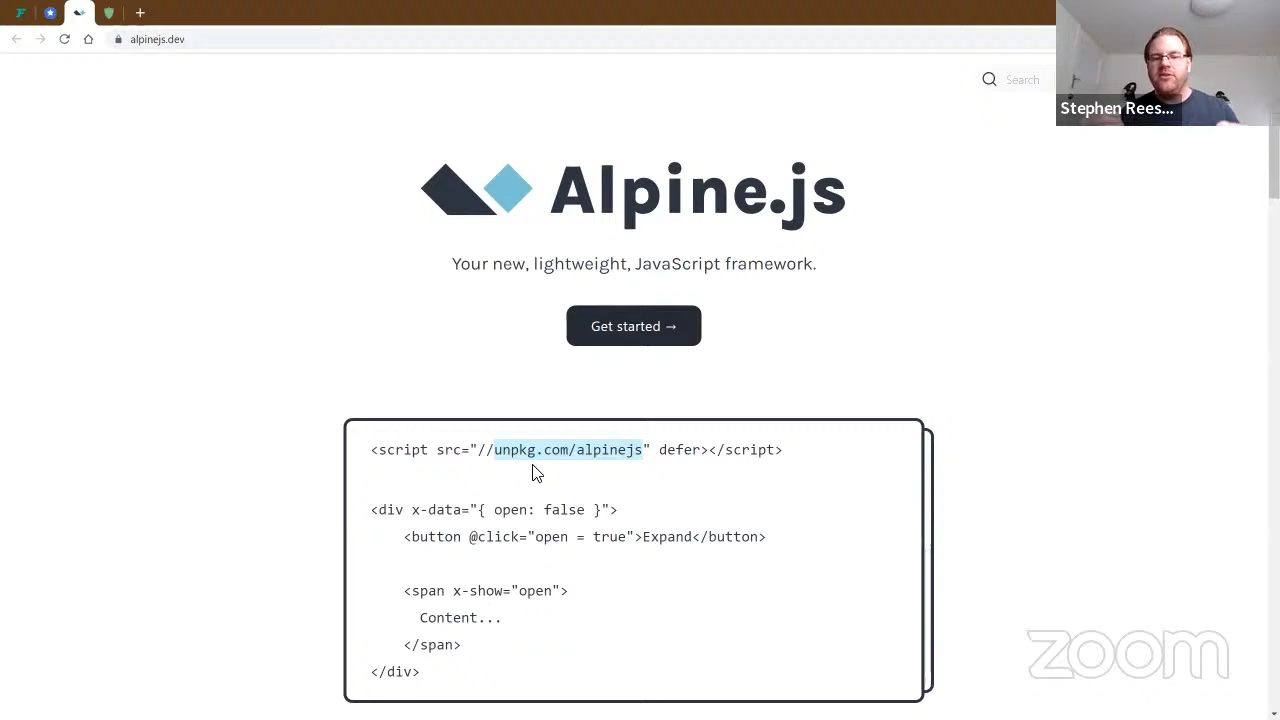 alpinejs.dev
Search
Stephen Rees...
Alpine.js
Your new, lightweight, JavaScript framework.
Get started →
<script src="//unpkg.com/alpinejs" defer></script>
<div x-data="{ open: false }">
<button @click="open = true">Expand</button>
<span x-show="open">
Content...
</span>
</div>
zoom